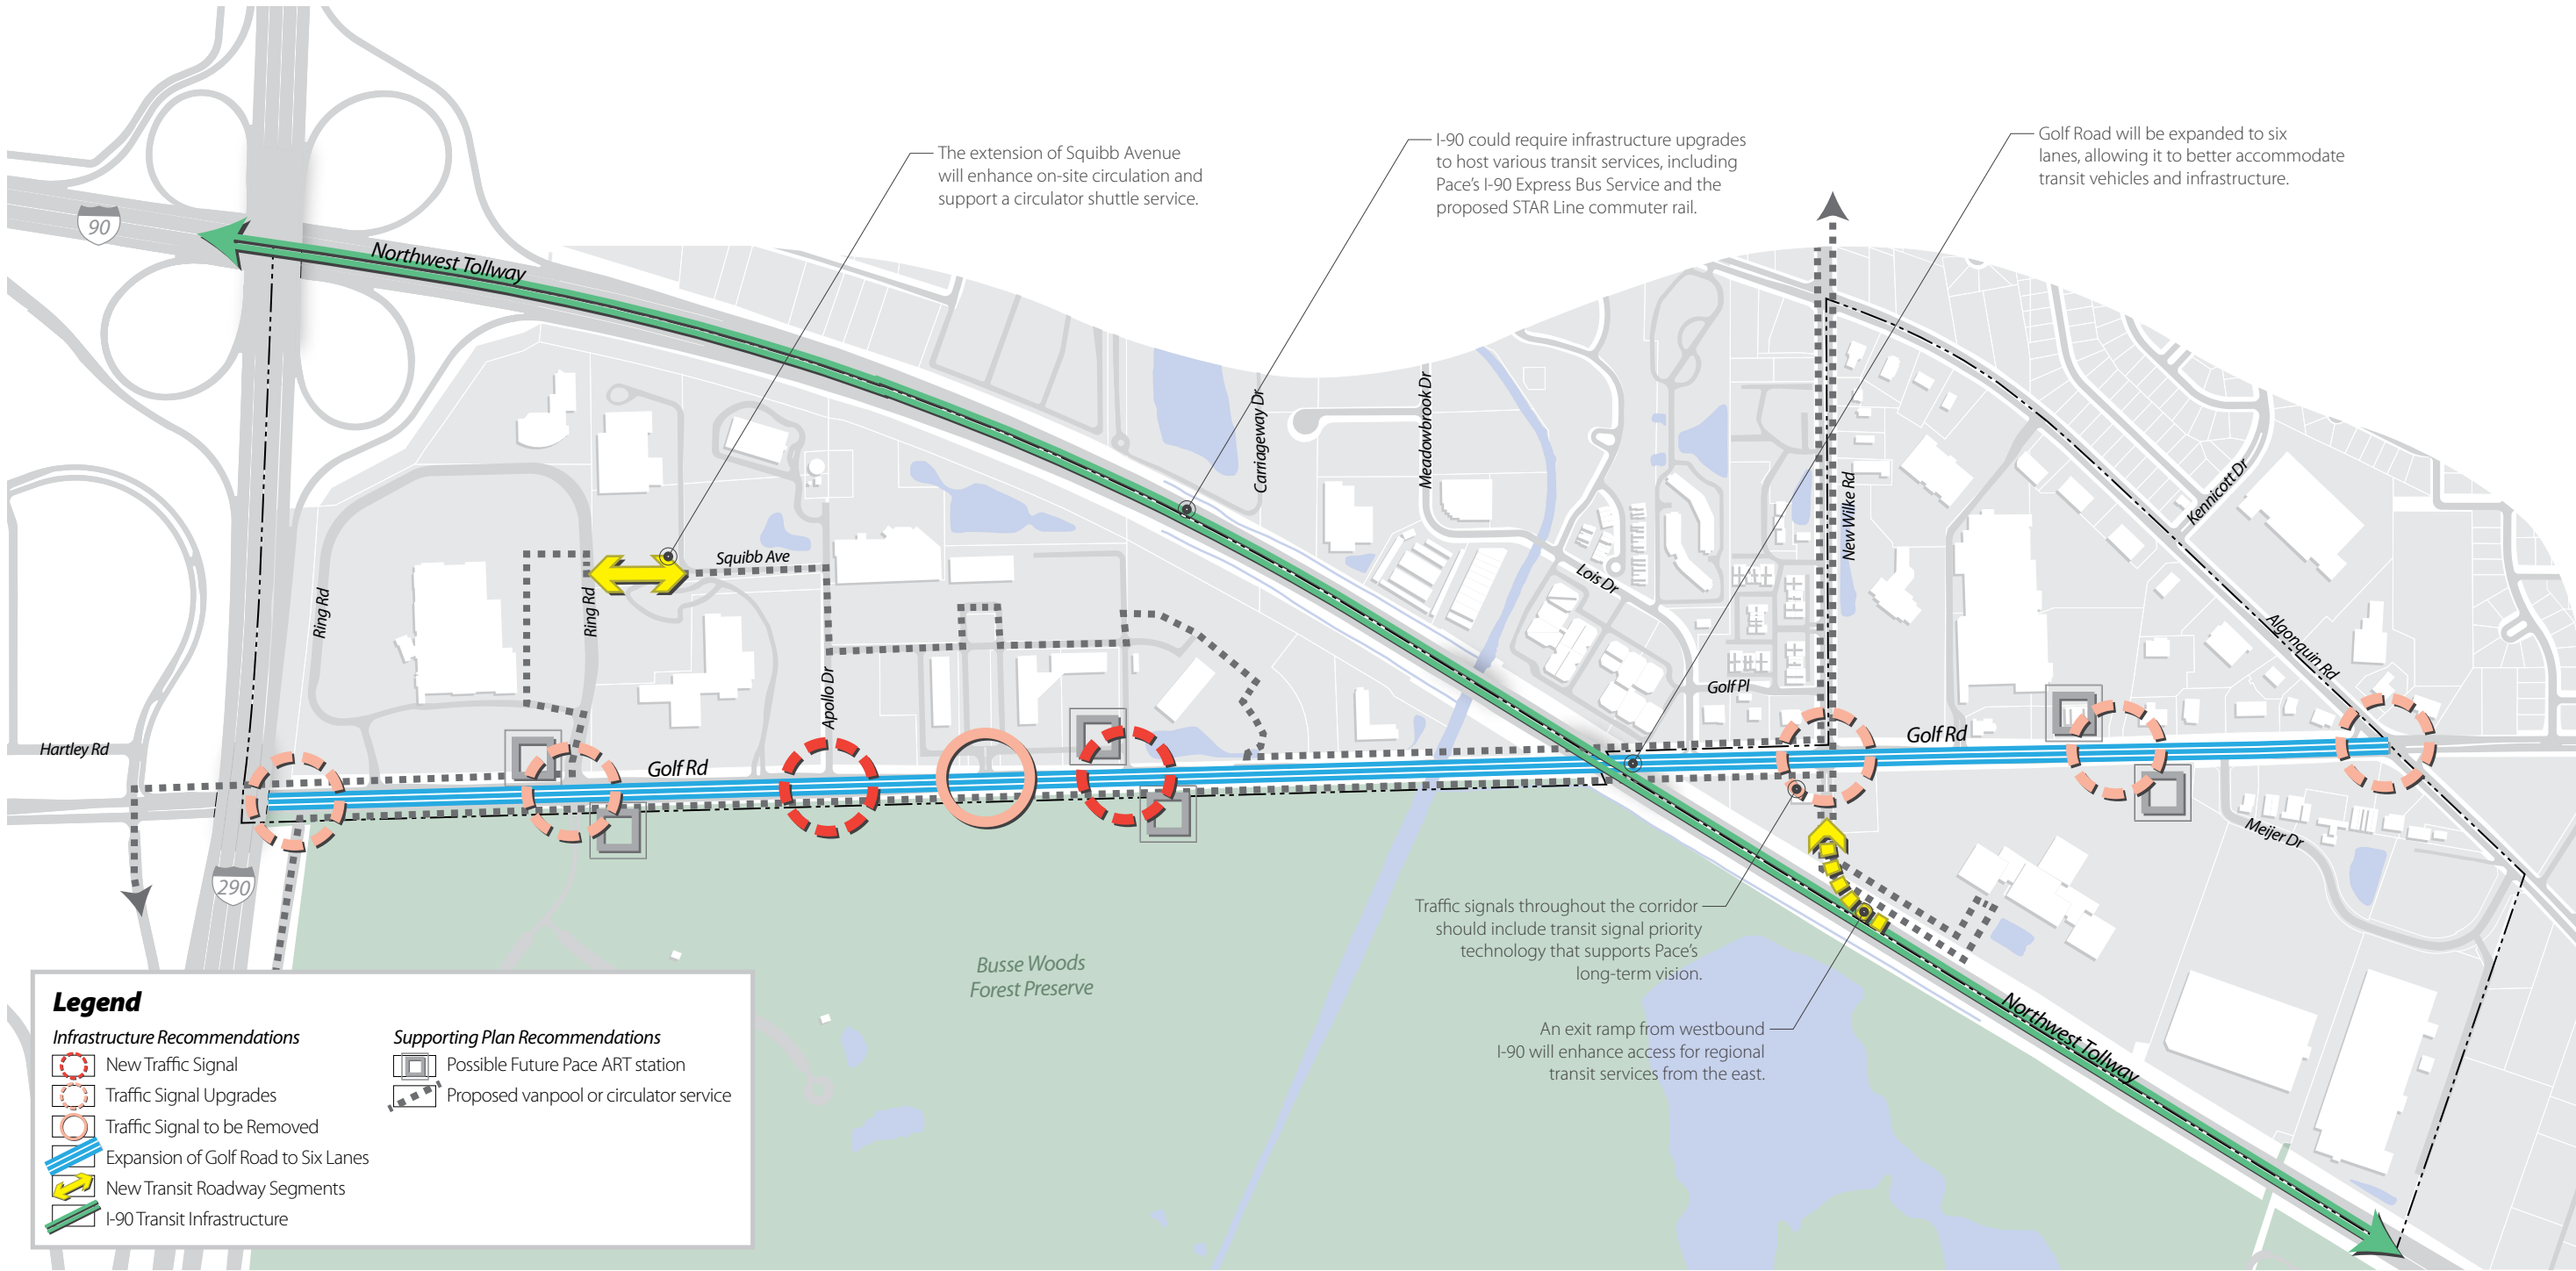 The extension of Squibb Avenue
will enhance on-site circulation and
support a circulator shuttle service.
I-90 could require infrastructure upgrades
to host various transit services, including
Pace's I-90 Express Bus Service and the
proposed STAR Line commuter rail.
Golf Road will be expanded to six
lanes, allowing it to better accommodate
transit vehicles and infrastructure.
90
Northwest Tollway
Carriageway Dr
Meadowbrook Dr
New Wilke Rd
Kennicott Dr
Squibb Ave
Ring Rd
Ring Rd
Lois Dr
Algonquin Rd
Apollo Dr
Golf Pl
Hartley Rd
Golf Rd
Golf Rd
Meijer Dr
290
Traffic signals throughout the corridor
should include transit signal priority
technology that supports Pace's
long-term vision.
Busse Woods
Forest Preserve
An exit ramp from westbound
I-90 will enhance access for regional
transit services from the east.
Northwest Tollway
Legend
Infrastructure Recommendations
New Traffic Signal
Traffic Signal Upgrades
Traffic Signal to be Removed
Expansion of Golf Road to Six Lanes
New Transit Roadway Segments
I-90 Transit Infrastructure
Supporting Plan Recommendations
Possible Future Pace ART station
Proposed vanpool or circulator service